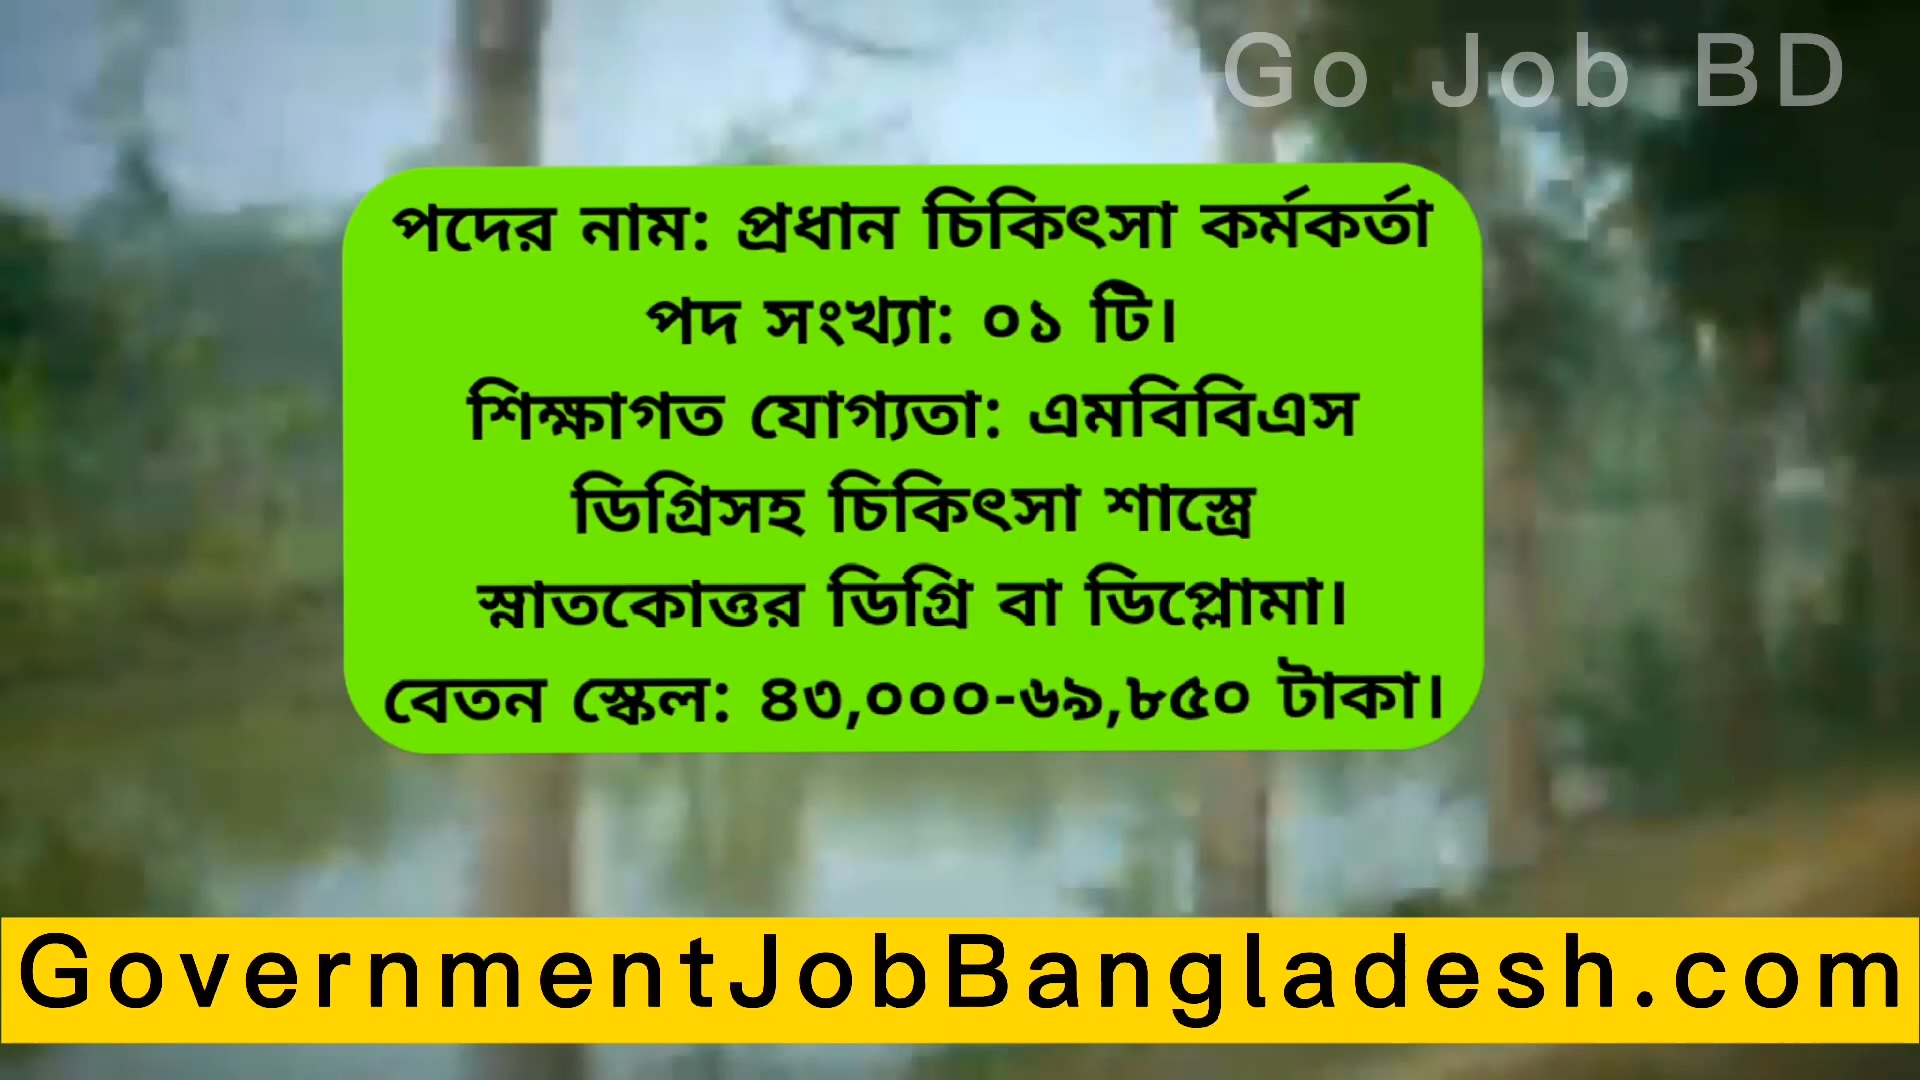 Go Job BD
পদের নাম: প্রধান চিকিৎসা কর্মকর্তা
পদ সংখ্যা: ০১ টি।
শিক্ষাগত যোগ্যতা: এমবিবিএস
ডিগ্রিসহ চিকিৎসা শাস্ত্রে
স্নাতকোত্তর ডিগ্রি বা ডিপ্লোমা।
বেতন স্কেল: ৪৩,০০০-৬৯,৮৫০ টাকা।
GovernmentJobBangladesh.com